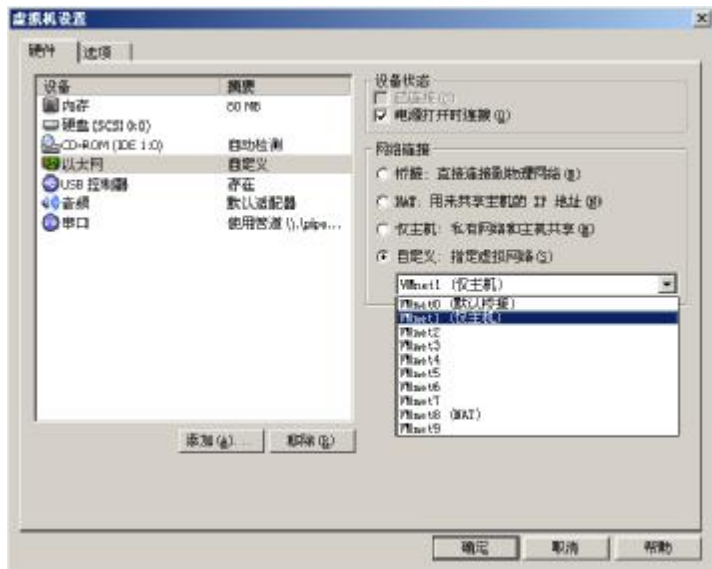 虚拟机设置
硬件 选项
设备 摘要
内存 80 MB
硬盘 (SCSI 0:0)
CD-ROM (IDE 1:0) 自动检测
以太网 自定义
USB 控制器 存在
音频 默认适配器
串口 使用管道 \\.\pipe...
添加(A)... 移除(R)
设备状态
已连接(C)
电源打开时连接(O)
网络连接
桥接: 直接连接到物理网络(B)
NAT: 用来共享主机的 IP 地址(N)
仅主机: 私有网络和主机共享(H)
自定义: 指定虚拟网络(S)
VMnet1 (仅主机)
VMnet0 (默认桥接)
VMnet1 (仅主机)
VMnet2
VMnet3
VMnet4
VMnet5
VMnet6
VMnet7
VMnet8 (NAT)
VMnet9
确定 取消 帮助